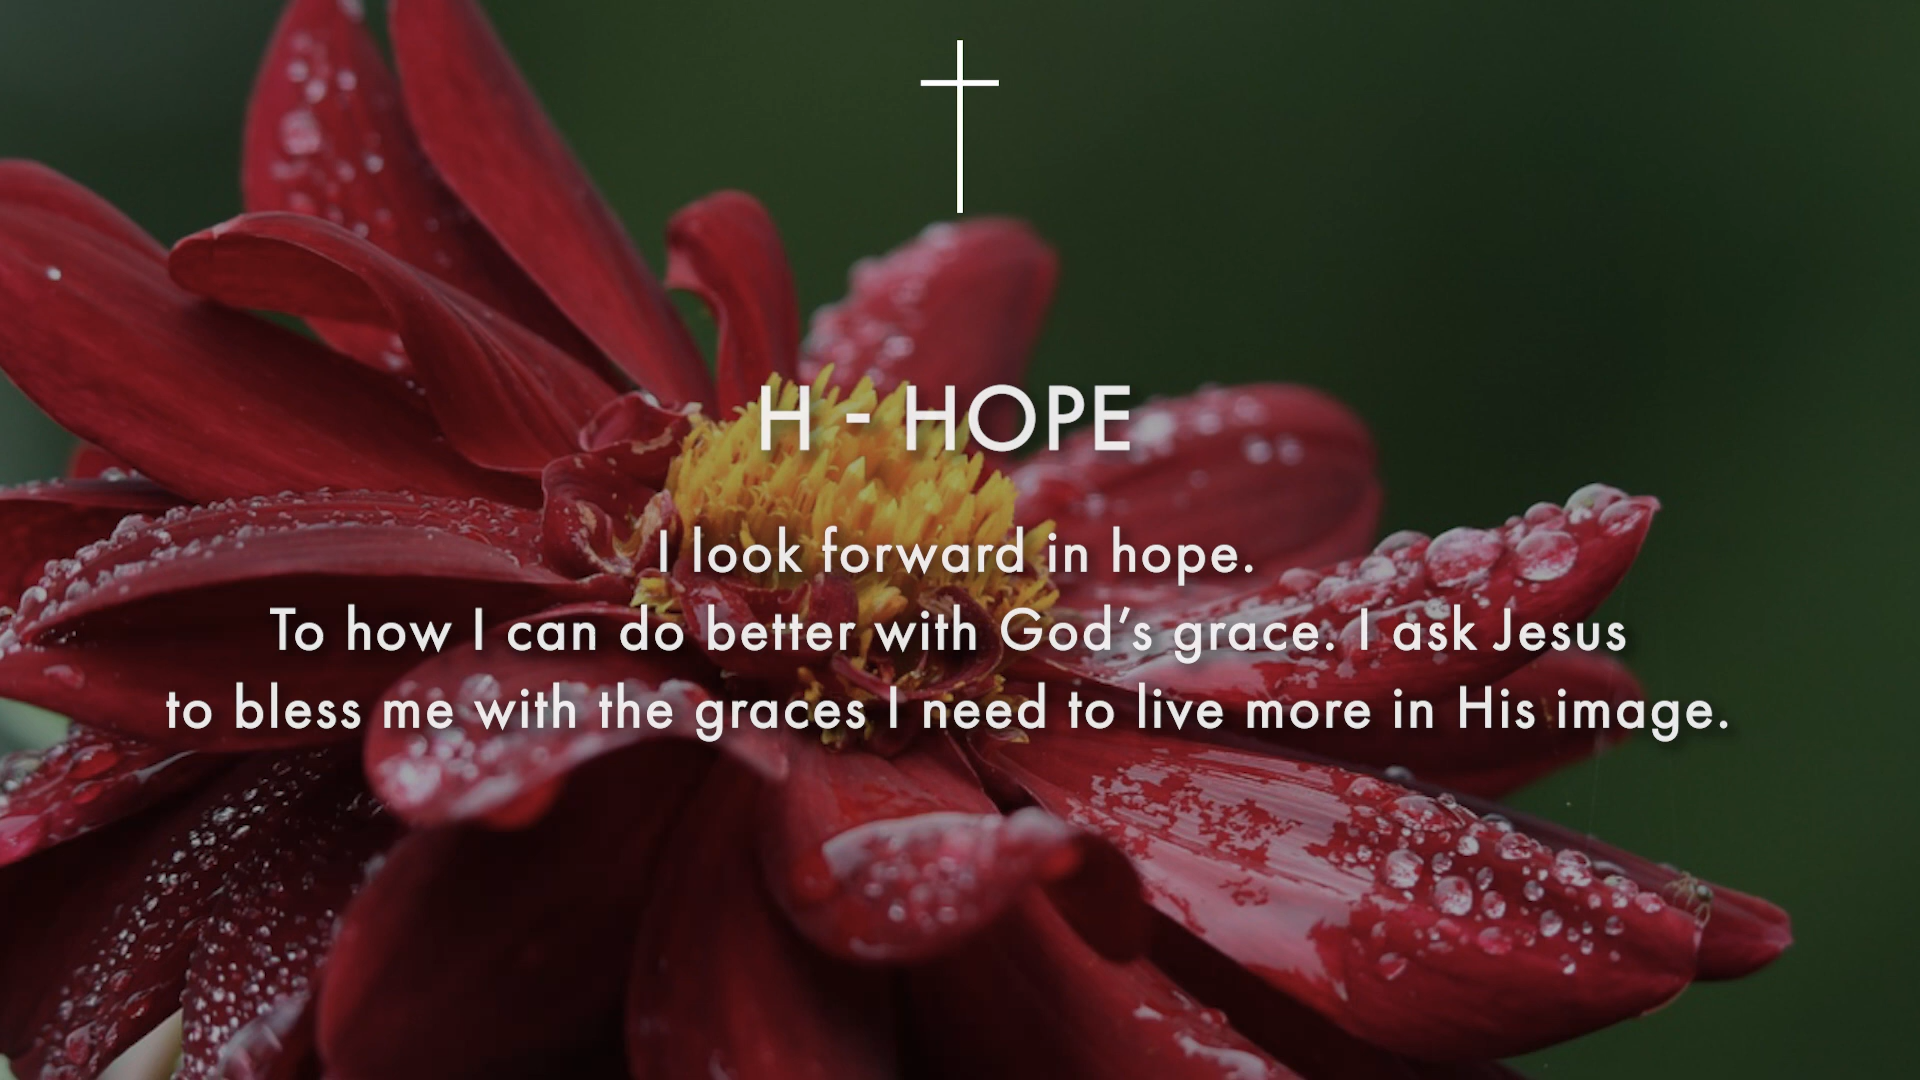 H - HOPE
I look forward in hope.
To how I can do better with God’s grace. I ask Jesus
to bless me with the graces I need to live more in His image.